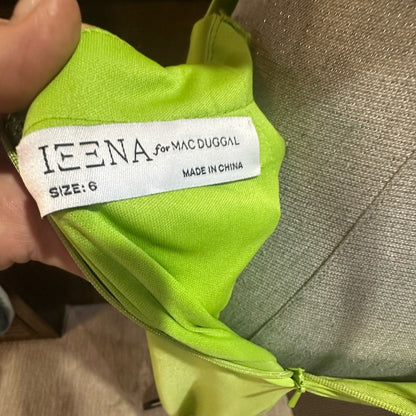 IEENA for MAC DUGGAL
MADE IN CHINA
SIZE: 6